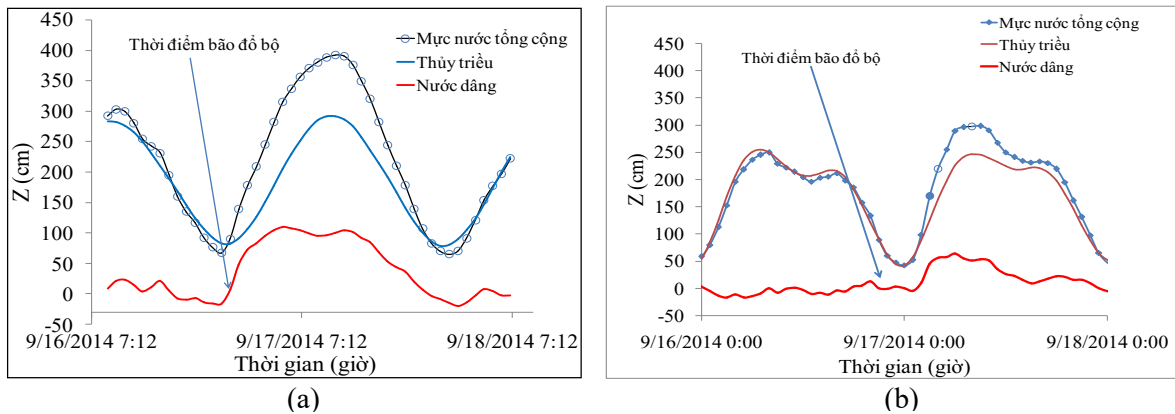 450
400
350
300
250
200
150
100
50
0
-50
Z (cm)
Thời điểm bão đổ bộ
Mực nước tổng cộng
Thủy triều
Nước dâng
9/16/2014 7:12
9/17/2014 7:12
9/18/2014 7:12
Thời gian (giờ)
(a)
450
400
350
300
250
200
150
100
50
0
-50
Z (cm)
Thời điểm bão đổ bộ
Mực nước tổng cộng
Thủy triều
Nước dâng
9/16/2014 0:00
9/17/2014 0:00
9/18/2014 0:00
Thời gian (giờ)
(b)